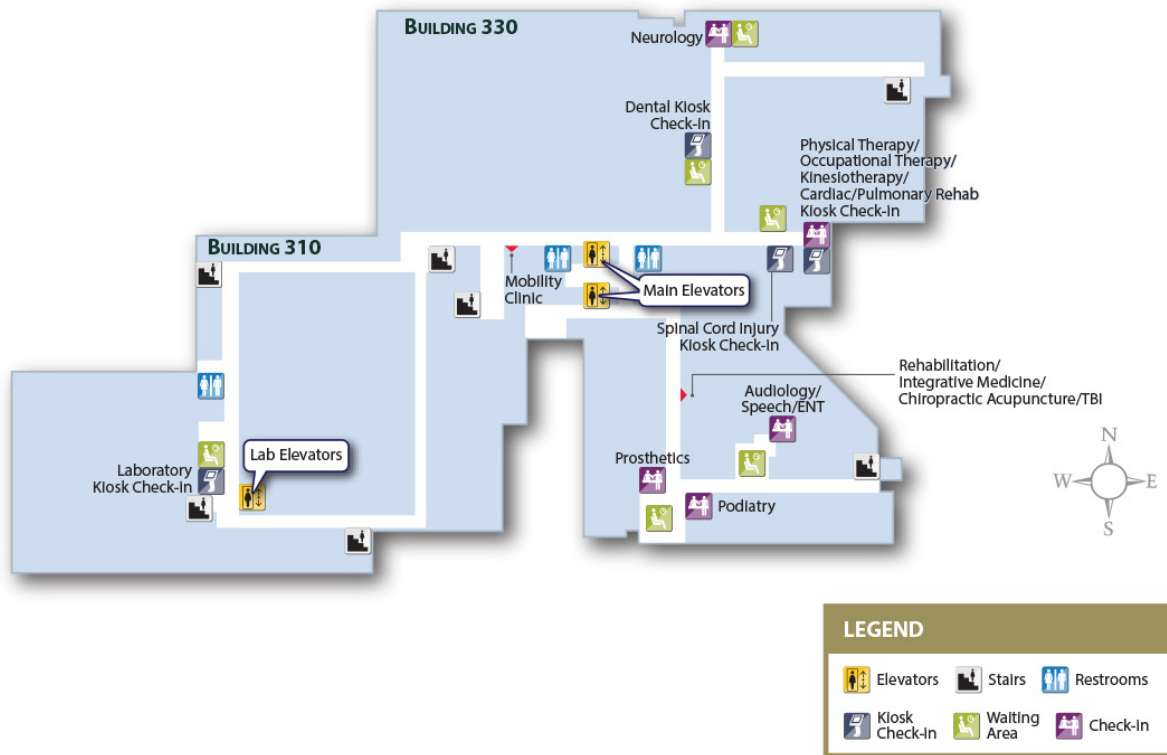 BUILDING 330
Neurology
Dental Kiosk
Check-In
Physical Therapy/
Occupational Therapy/
Kinesiotherapy/
Cardiac/Pulmonary Rehab
Kiosk Check-In
BUILDING 310
Mobility
Clinic
Main Elevators
Spinal Cord Injury
Kiosk Check-In
Rehabilitation/
Integrative Medicine/
Chiropractic Acupuncture/TBI
Audiology/
Speech/ENT
Lab Elevators
Laboratory
Kiosk Check-In
Prosthetics
Podiatry
N
W
E
S
LEGEND
Elevators
Stairs
Restrooms
Kiosk
Check-In
Waiting
Area
Check-In